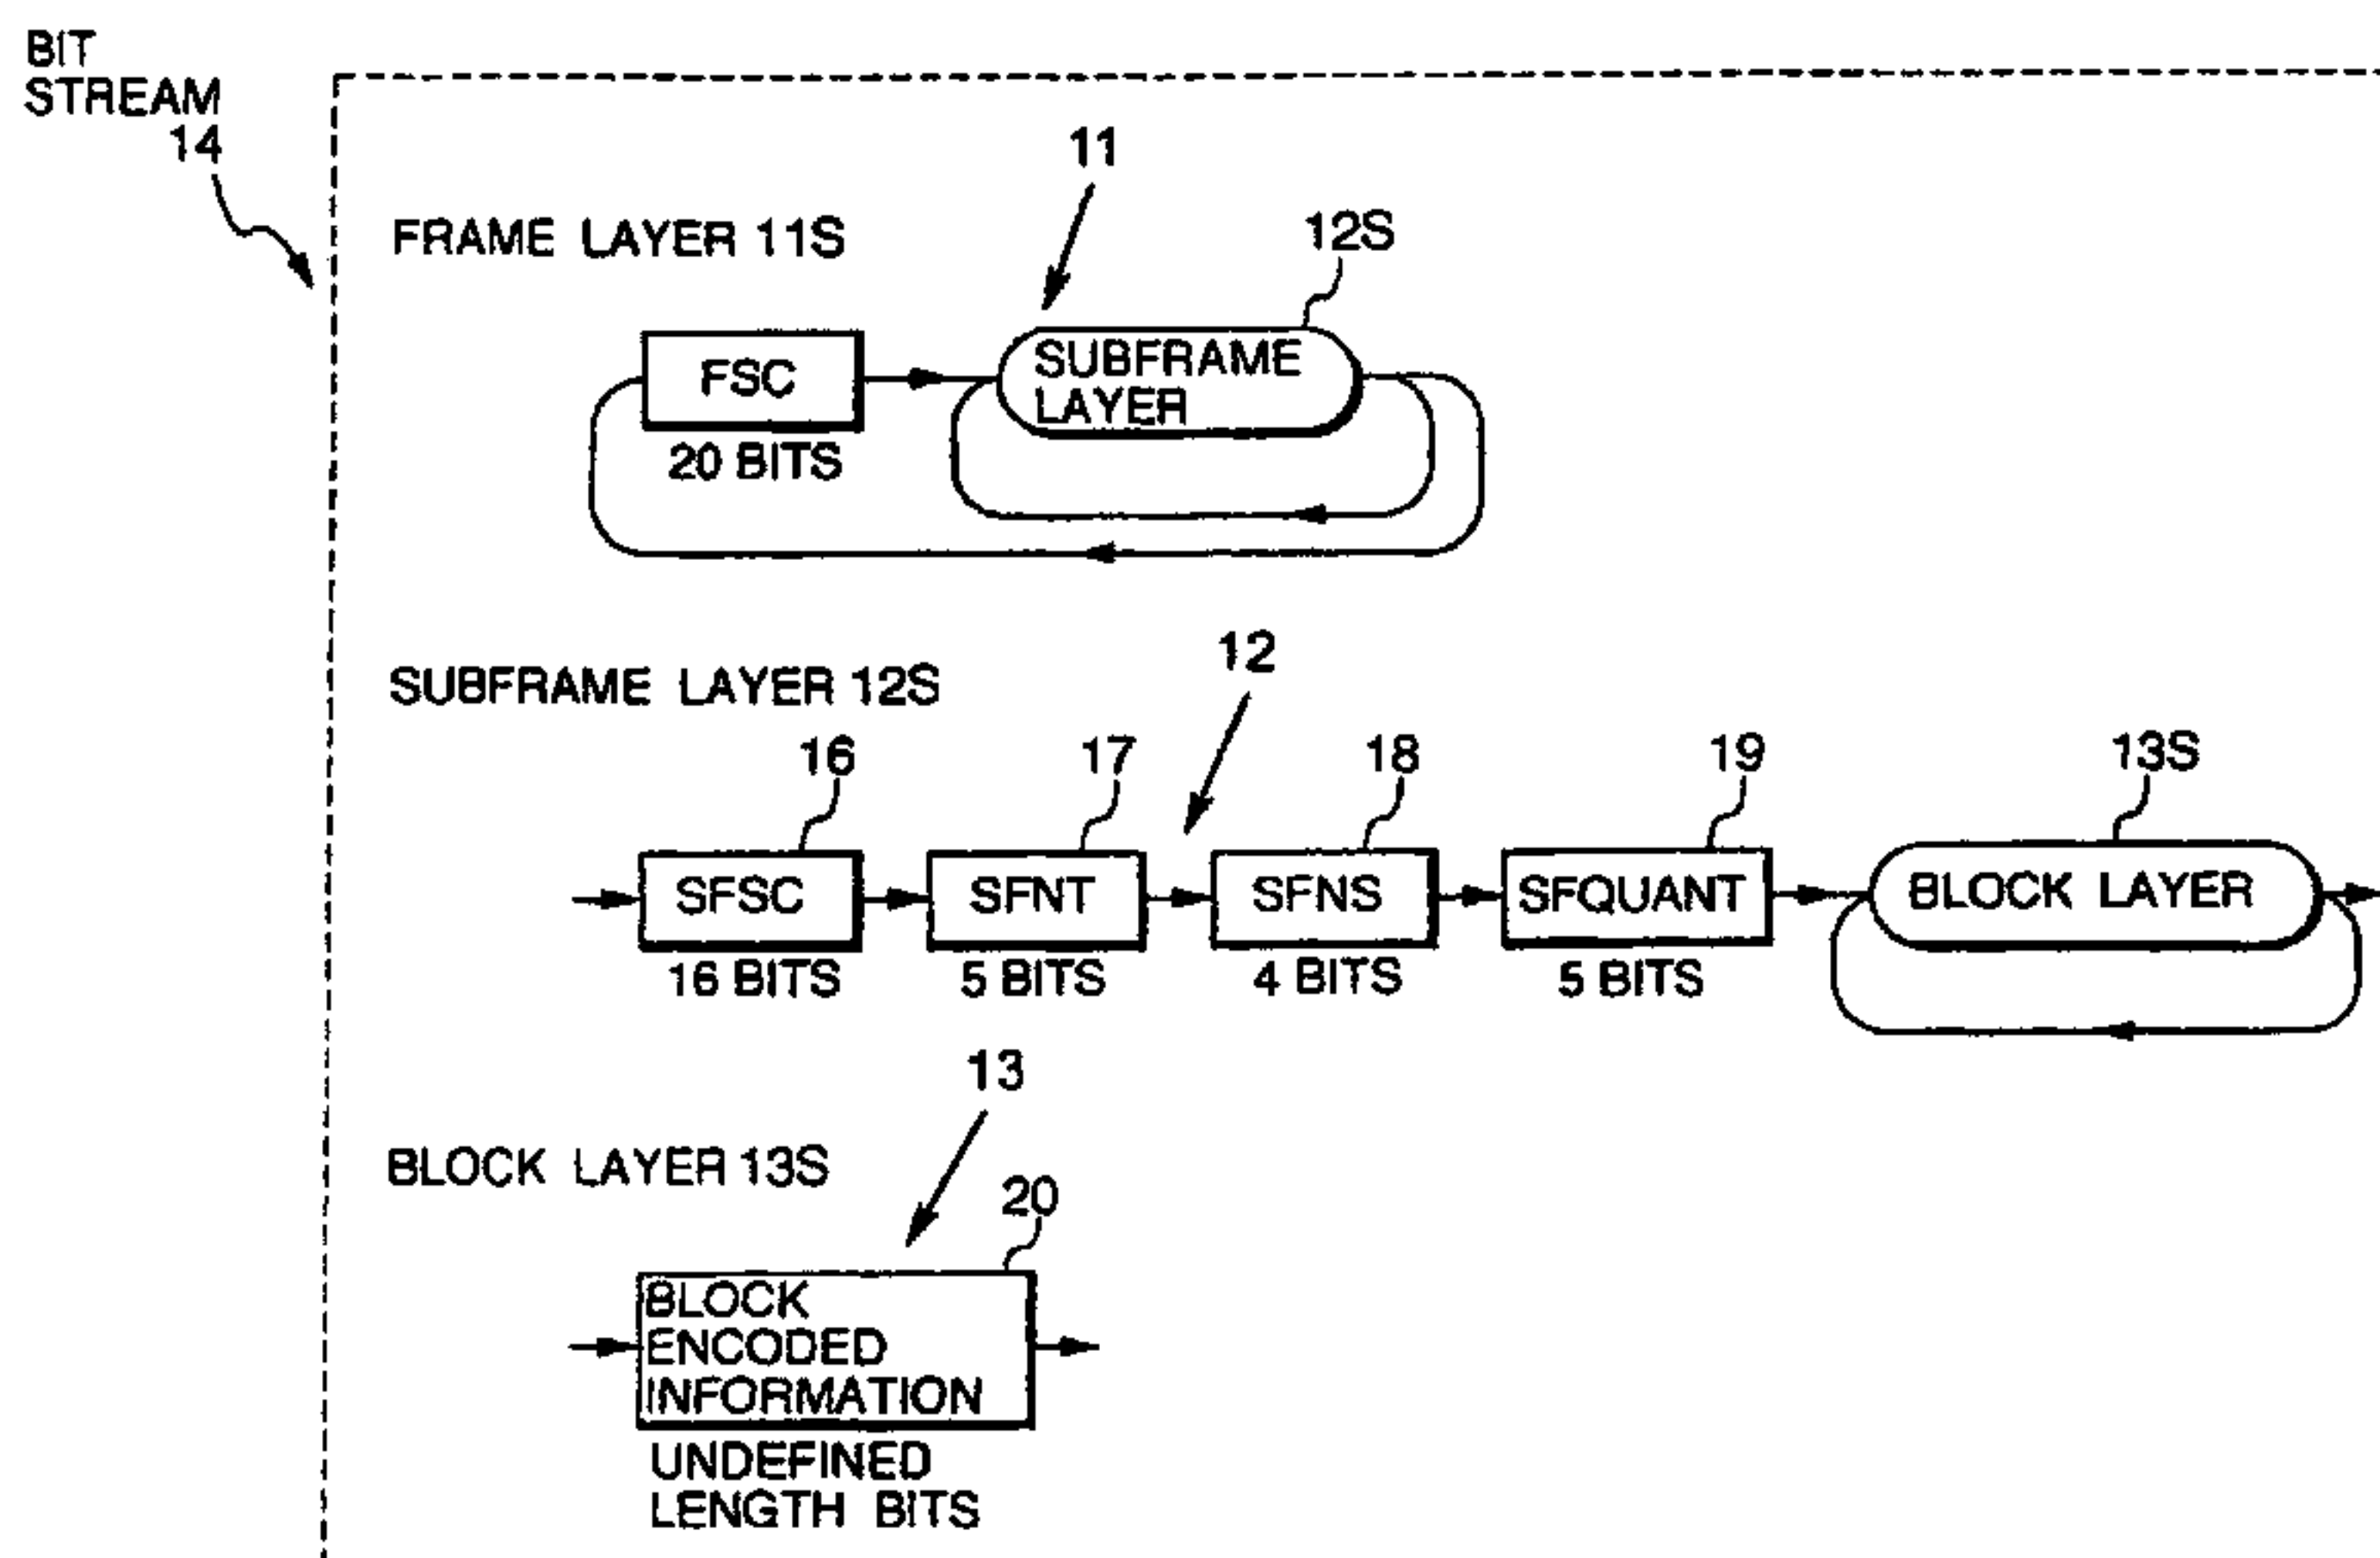 BIT
STREAM
14
11
FRAME LAYER 11S
12S
FSC
SUBFRAME
LAYER
20 BITS
12
SUBFRAME LAYER 12S
16
17
18
19
13S
SFSC
SFNT
SFNS
SFQUANT
BLOCK LAYER
16 BITS
5 BITS
4 BITS
5 BITS
13
BLOCK LAYER 13S
20
BLOCK
ENCODED
INFORMATION
UNDEFINED
LENGTH BITS